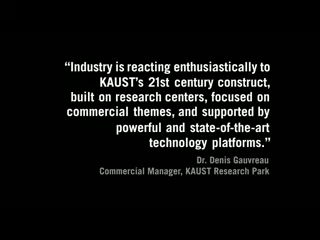 “Industry is reacting enthusiastically to
KAUST’s 21st century construct,
built on research centers, focused on
commercial themes, and supported by
powerful and state-of-the-art
technology platforms.”
Dr. Denis Gauvreau
Commercial Manager, KAUST Research Park